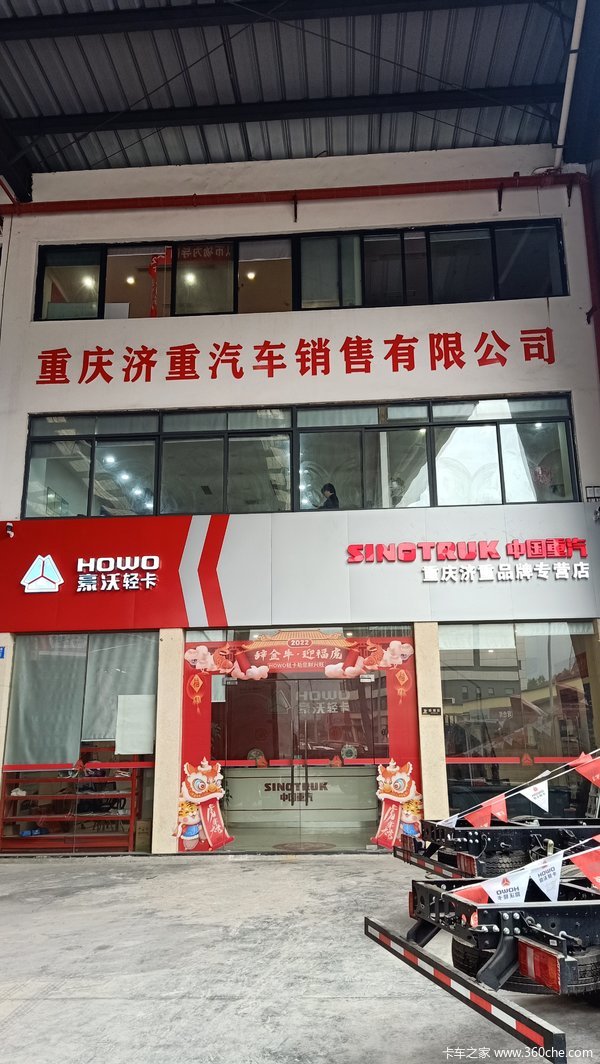 重庆济重汽车销售有限公司
HOWO
豪沃轻卡
SINOTRUK 中国重汽
重庆济重品牌专营店
2022
辞金牛·迎福虎
HOWO
豪沃轻卡
SINOTRUK
中国重汽
HOWO
HOWO
卡车之家 www.360che.com